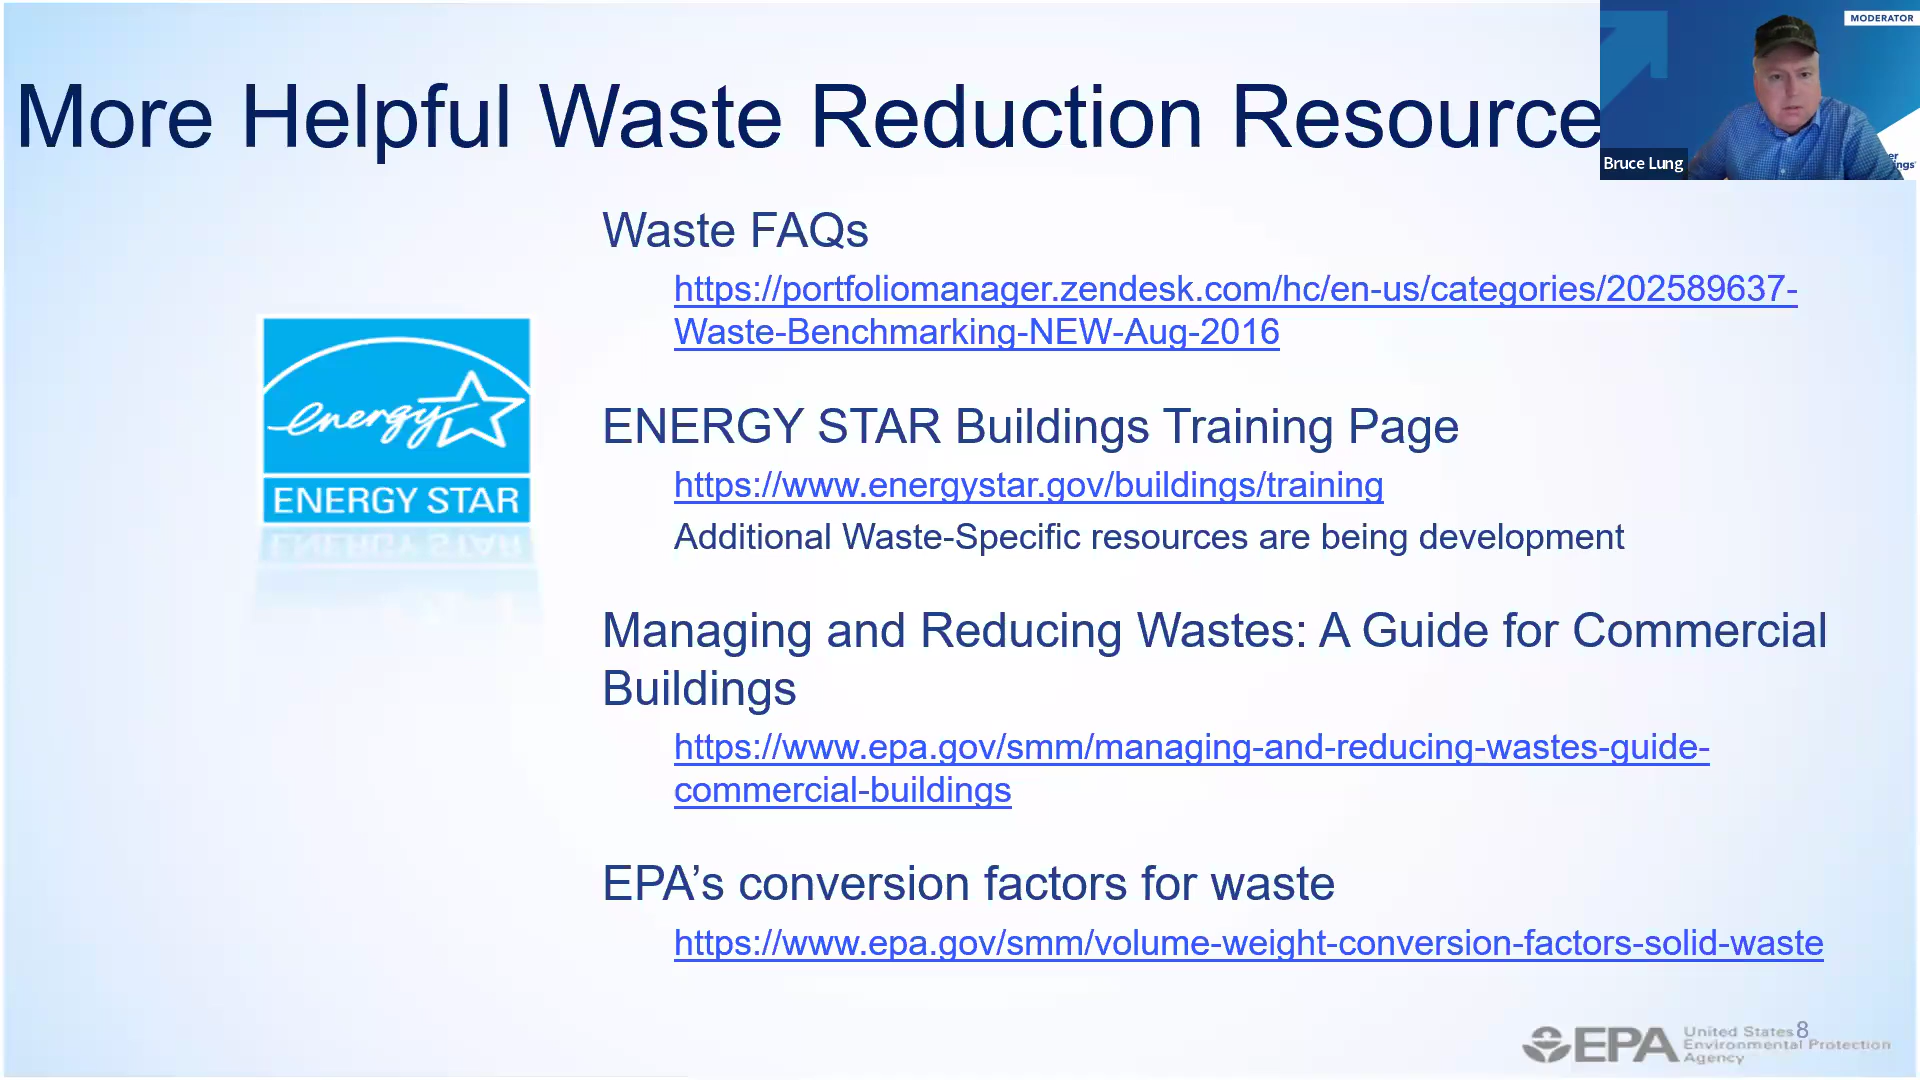 MODERATOR
More Helpful Waste Reduction Resource
Bruce Lung
Waste FAQs
https://portfoliomanager.zendesk.com/hc/en-us/categories/202589637-
Waste-Benchmarking-NEW-Aug-2016
energy
ENERGY STAR
ENERGY STAR Buildings Training Page
https://www.energystar.gov/buildings/training
Additional Waste-Specific resources are being development
Managing and Reducing Wastes: A Guide for Commercial
Buildings
https://www.epa.gov/smm/managing-and-reducing-wastes-guide-
commercial-buildings
EPA’s conversion factors for waste
https://www.epa.gov/smm/volume-weight-conversion-factors-solid-waste
EPA
United States
Environmental Protection
Agency
8